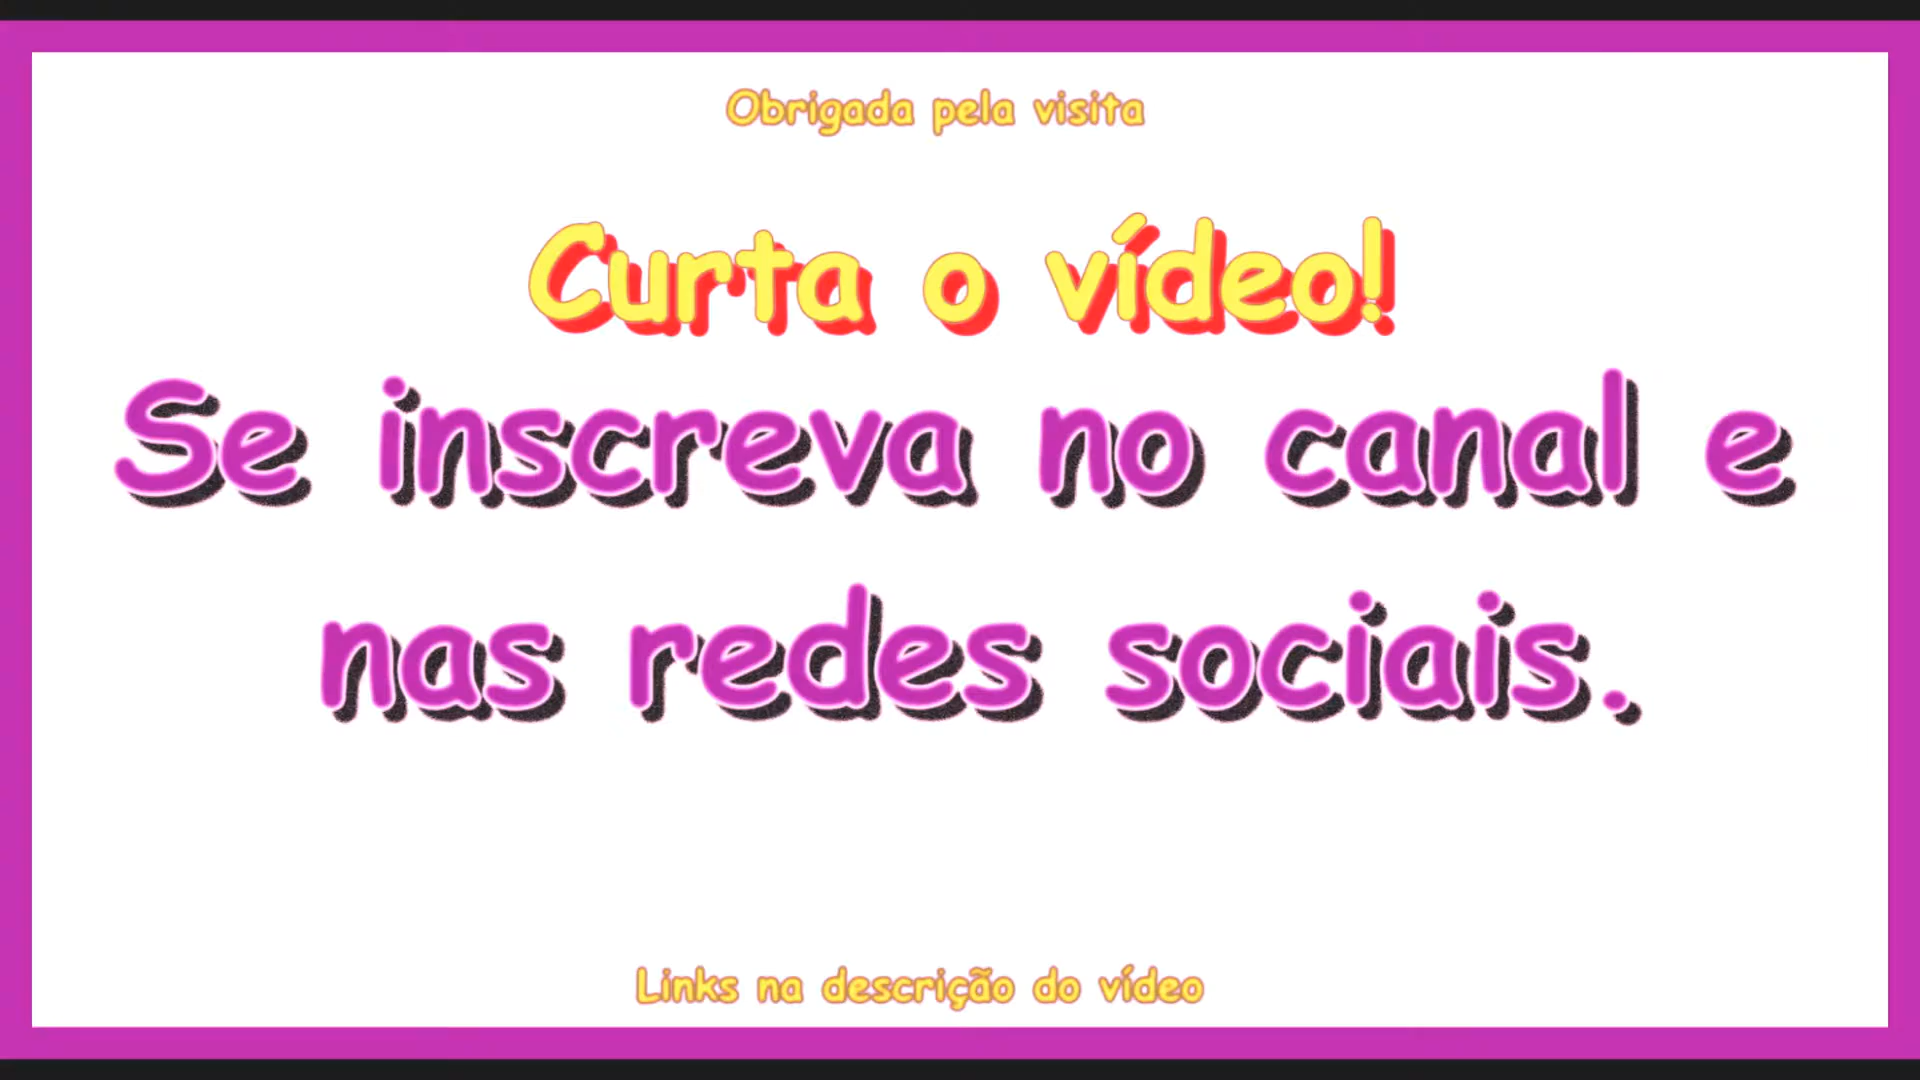 Obrigada pela visita
Curta o vídeo!
Se inscreva no canal e
nas redes sociais.
Links na descrição do vídeo